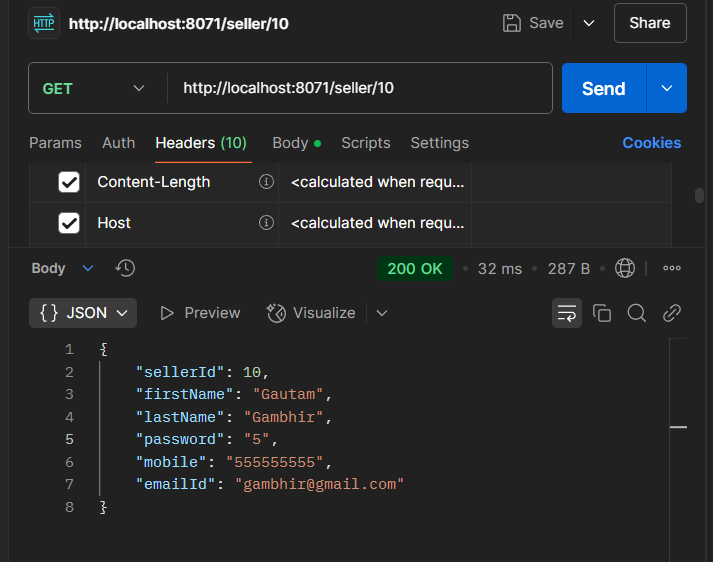 HTTP http://localhost:8071/seller/10 Save Share
GET http://localhost:8071/seller/10 Send
Params Auth Headers (10) Body Scripts Settings Cookies
Content-Length <calculated when requ...
Host <calculated when requ...
Body 200 OK 32 ms 287 B
{} JSON Preview Visualize
1 {
2 "sellerId": 10,
3 "firstName": "Gautam",
4 "lastName": "Gambhir",
5 "password": "5",
6 "mobile": "555555555",
7 "emailId": "gambhir@gmail.com"
8 }